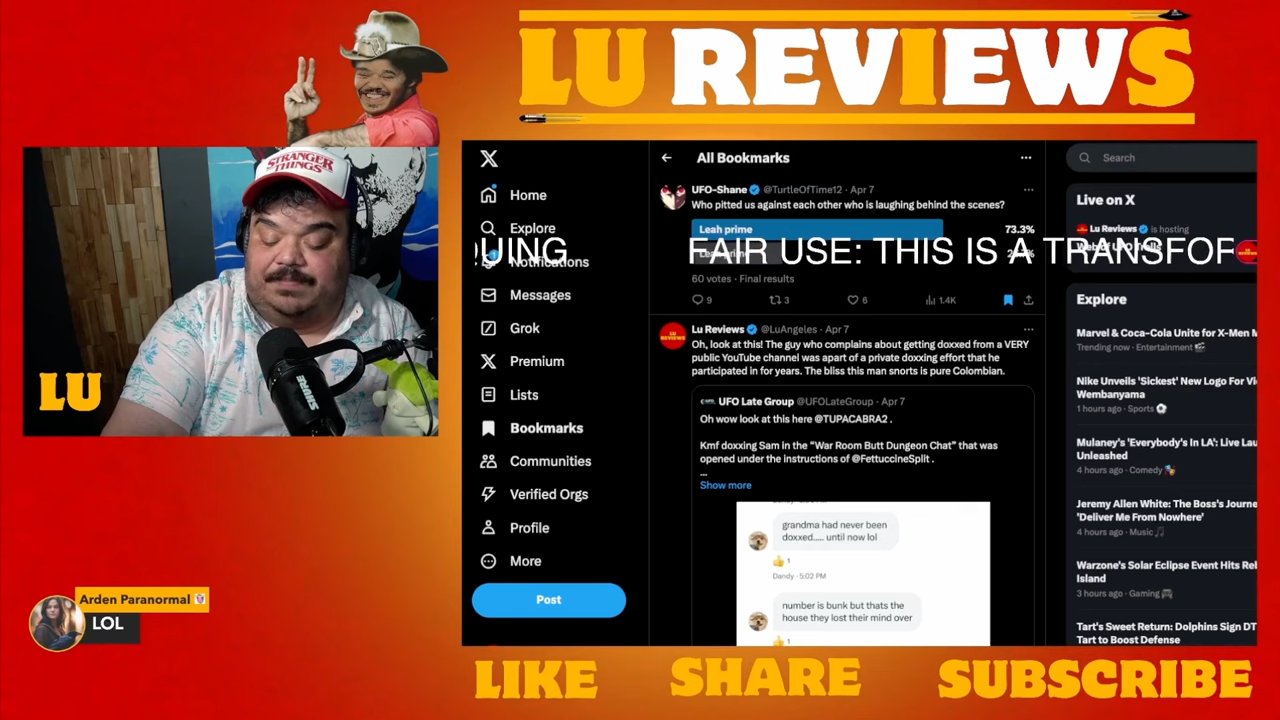 LU REVIEWS
STRANGER
THINGS
LU
X
Home
Explore
Notifications
Messages
Grok
Premium
Lists
Bookmarks
Communities
Verified Orgs
Profile
More
Post
All Bookmarks
UFO-Shane @TurtleOfTime12 · Apr 7
Who pitted us against each other who is laughing behind the scenes?
Leah prime 73.3%
QUING FAIR USE: THIS IS A TRANSFOR
60 votes · Final results
9 3 6 1.4K
Lu Reviews @LuAngeles · Apr 7
Oh, look at this! The guy who complains about getting doxxed from a VERY
public YouTube channel was apart of a private doxxing effort that he
participated in for years. The bliss this man snorts is pure Colombian.
UFO Late Group @UFOLateGroup · Apr 7
Oh wow look at this here @TUPACABRA2 .
Kmf doxxing Sam in the “War Room Butt Dungeon Chat” that was
opened under the instructions of @FettuccineSplit .
...
Show more
grandma had never been
doxxed..... until now lol
1
Dandy · 5:02 PM
number is bunk but thats the
house they lost their mind over
1
Search
Live on X
Lu Reviews is hosting
Explore
Marvel & Coca-Cola Unite for X-Men M
Trending now · Entertainment
Nike Unveils 'Sickest' New Logo For Vi
Wembanyama
1 hours ago · Sports
Mulaney's 'Everybody's In LA': Live Lau
Unleashed
4 hours ago · Comedy
Jeremy Allen White: The Boss's Journe
'Deliver Me From Nowhere'
4 hours ago · Music
Warzone's Solar Eclipse Event Hits Rel
Island
3 hours ago · Gaming
Tart's Sweet Return: Dolphins Sign DT
Tart to Boost Defense
Arden Paranormal
LOL
SHURE
LIKE SHARE SUBSCRIBE